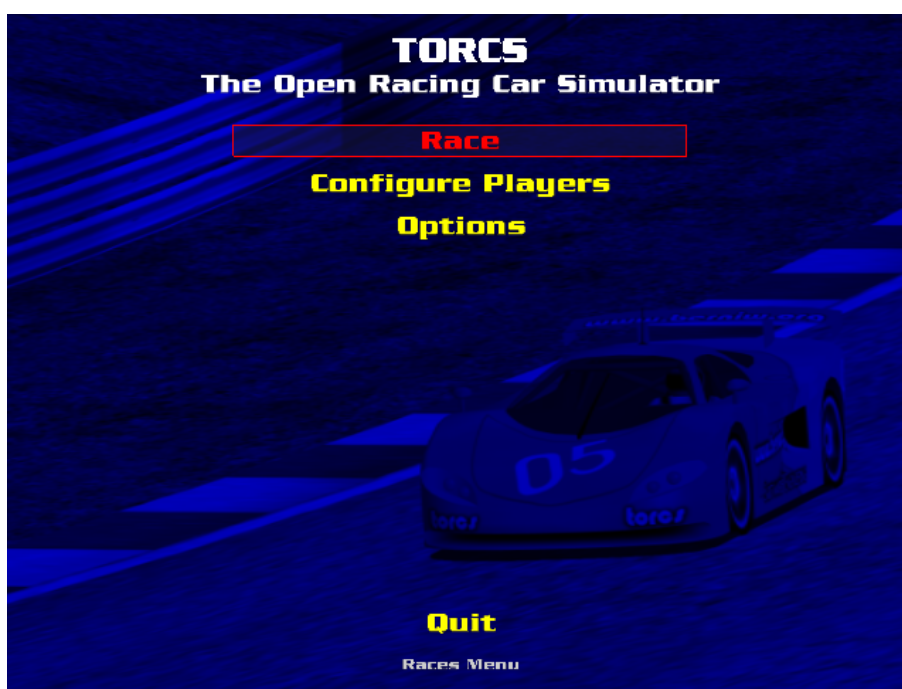 TORCS
The Open Racing Car Simulator
Race
Configure Players
Options
05
torcs
torcs
Quit
Races Menu